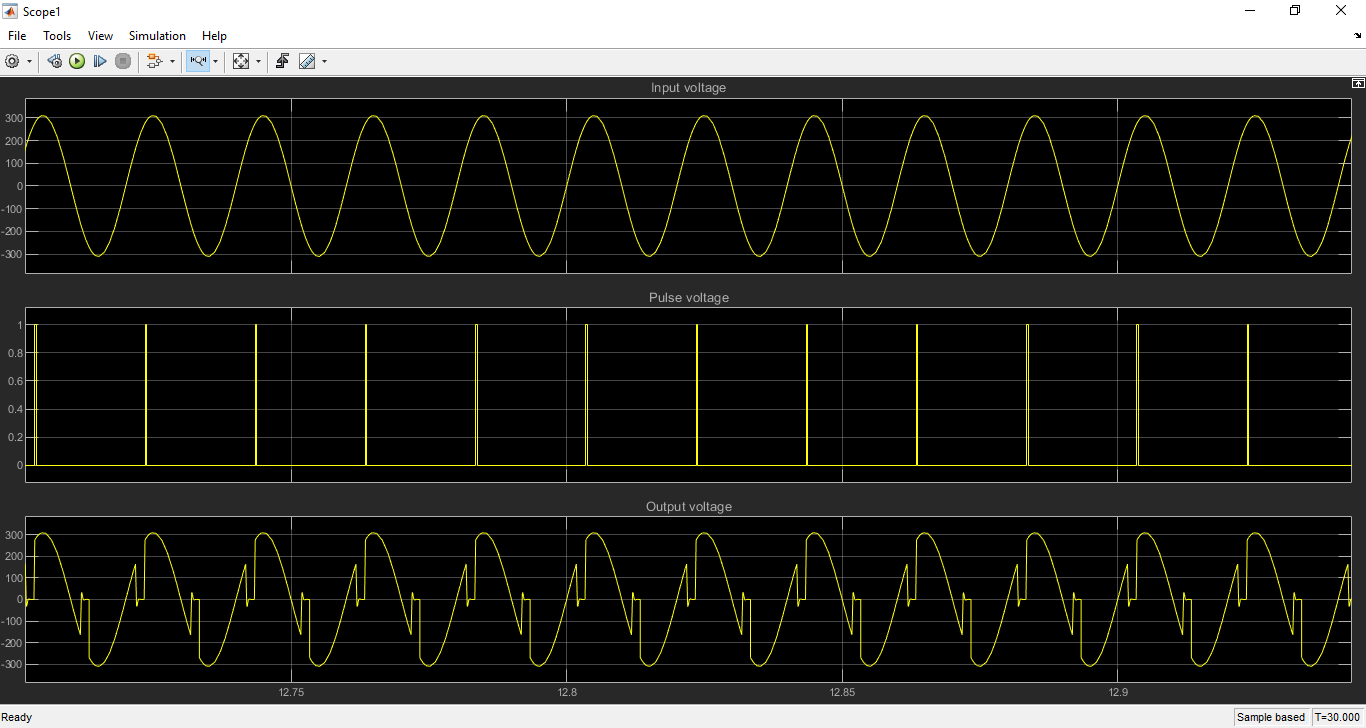 Scope1
File Tools View Simulation Help
Input voltage
300
200
100
0
-100
-200
-300
Pulse voltage
1
0.8
0.6
0.4
0.2
0
Output voltage
300
200
100
0
-100
-200
-300
12.75 12.8 12.85 12.9
Ready Sample based T=30.000